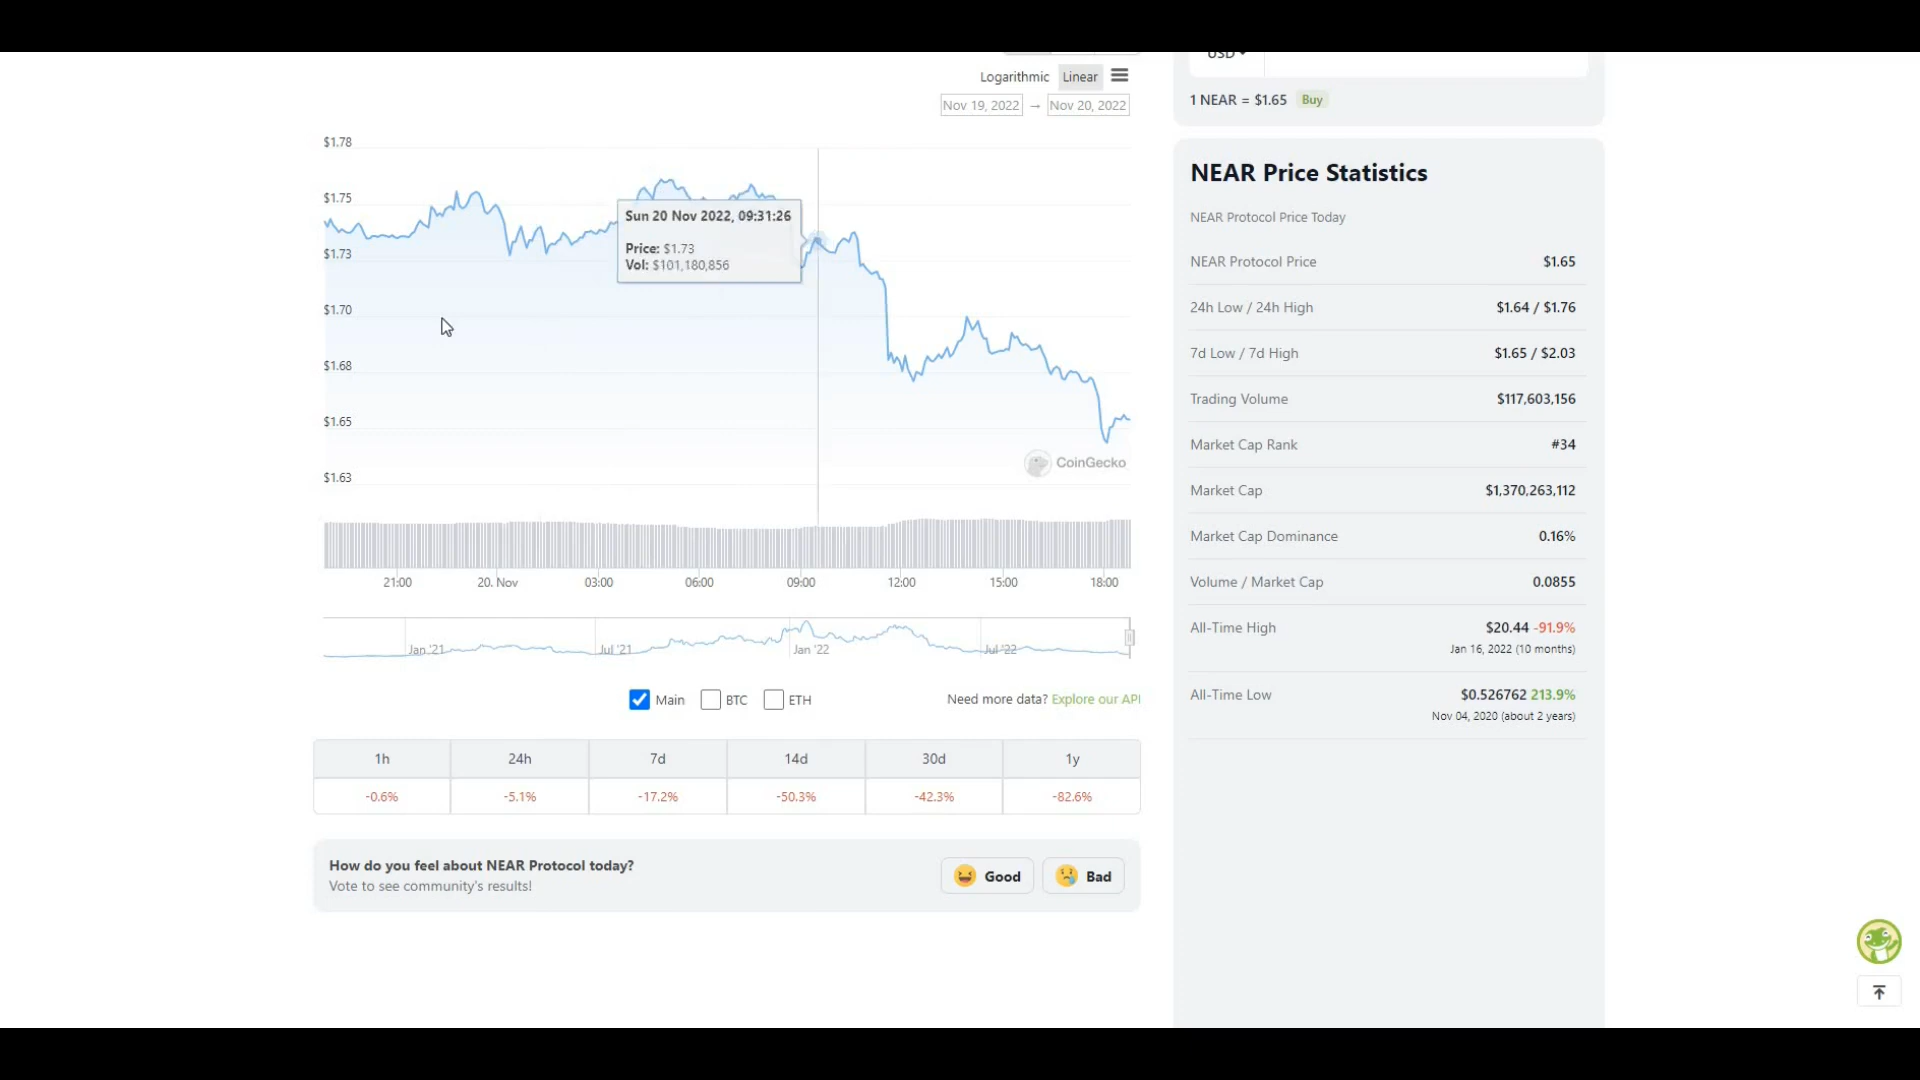 USD
Logarithmic Linear
Nov 19, 2022 → Nov 20, 2022
1 NEAR = $1.65 Buy
$1.78
$1.75
$1.73
$1.70
$1.68
$1.65
$1.63
Sun 20 Nov 2022, 09:31:26
Price: $1.73
Vol: $101,180,856
CoinGecko
21:00 20. Nov 03:00 06:00 09:00 12:00 15:00 18:00
Jan '21 Jul '21 Jan '22 Jul '22
Main BTC ETH
Need more data? Explore our API
1h 24h 7d 14d 30d 1y
-0.6% -5.1% -17.2% -50.3% -42.3% -82.6%
How do you feel about NEAR Protocol today?
Vote to see community's results!
Good Bad
NEAR Price Statistics
NEAR Protocol Price Today
NEAR Protocol Price $1.65
24h Low / 24h High $1.64 / $1.76
7d Low / 7d High $1.65 / $2.03
Trading Volume $117,603,156
Market Cap Rank #34
Market Cap $1,370,263,112
Market Cap Dominance 0.16%
Volume / Market Cap 0.0855
All-Time High $20.44 -91.9%
Jan 16, 2022 (10 months)
All-Time Low $0.526762 213.9%
Nov 04, 2020 (about 2 years)